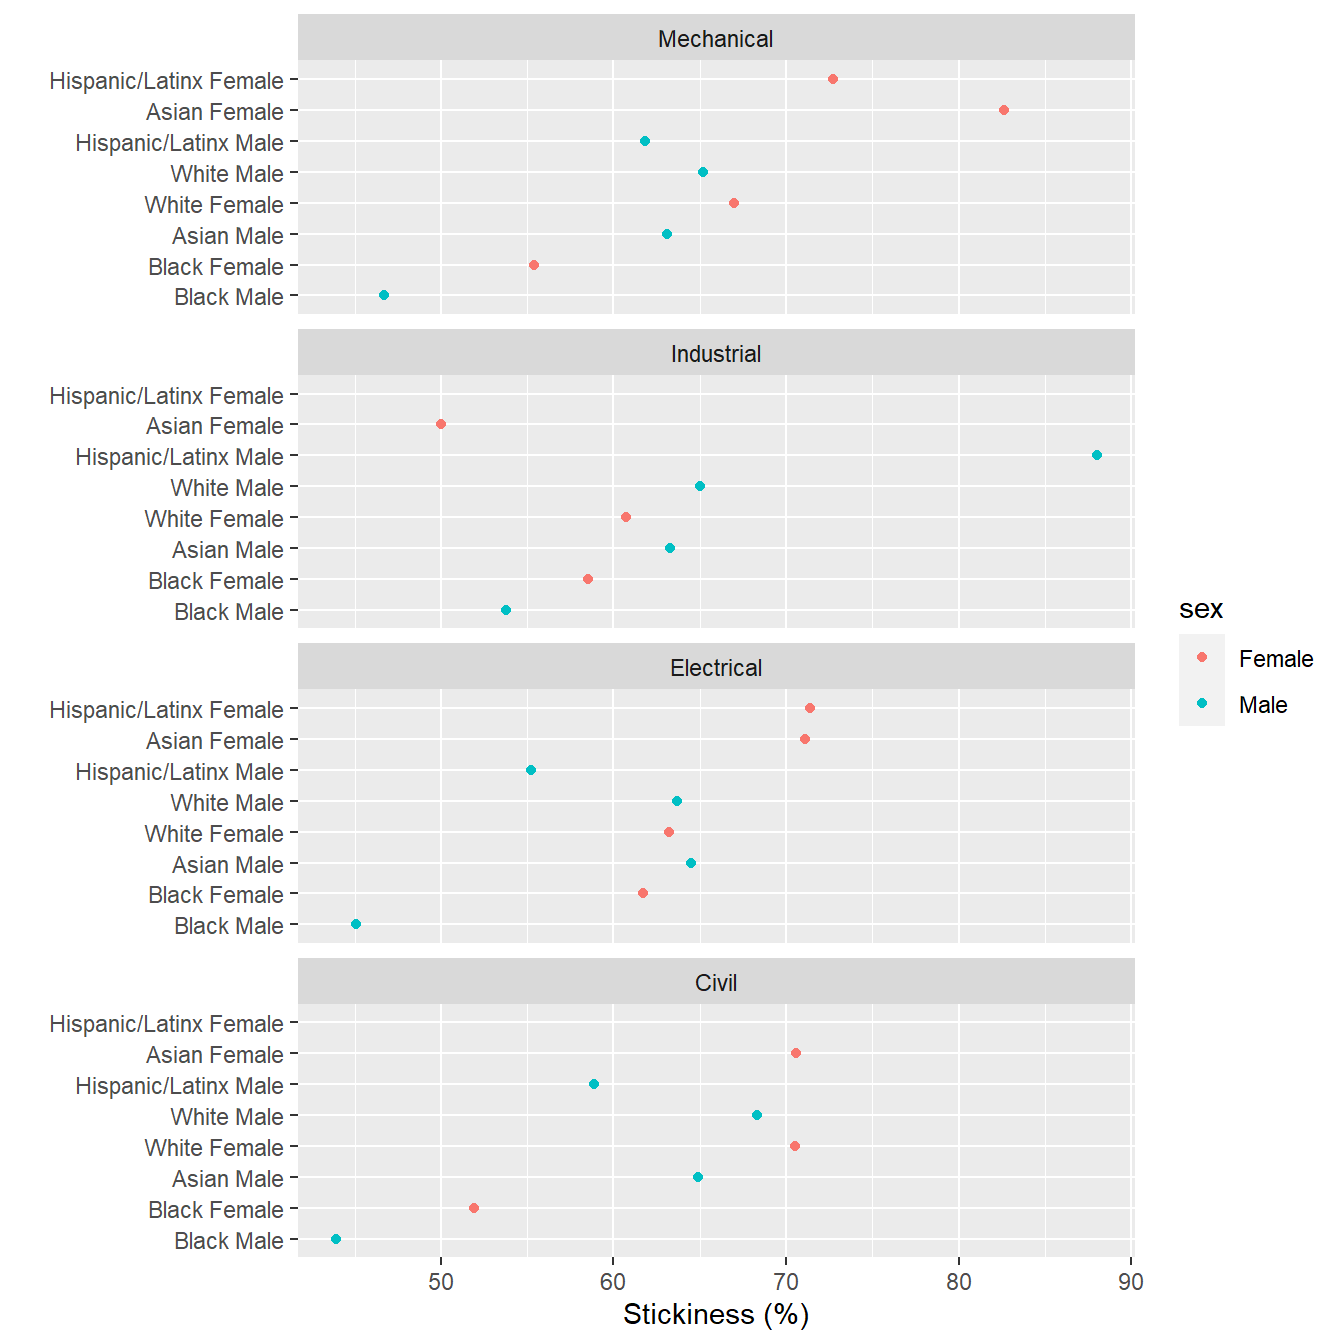 Mechanical
Hispanic/Latinx Female
Asian Female
Hispanic/Latinx Male
White Male
White Female
Asian Male
Black Female
Black Male
Industrial
Hispanic/Latinx Female
Asian Female
Hispanic/Latinx Male
White Male
White Female
Asian Male
Black Female
Black Male
Electrical
Hispanic/Latinx Female
Asian Female
Hispanic/Latinx Male
White Male
White Female
Asian Male
Black Female
Black Male
Civil
Hispanic/Latinx Female
Asian Female
Hispanic/Latinx Male
White Male
White Female
Asian Male
Black Female
Black Male
50 60 70 80 90
Stickiness (%)
sex
Female
Male